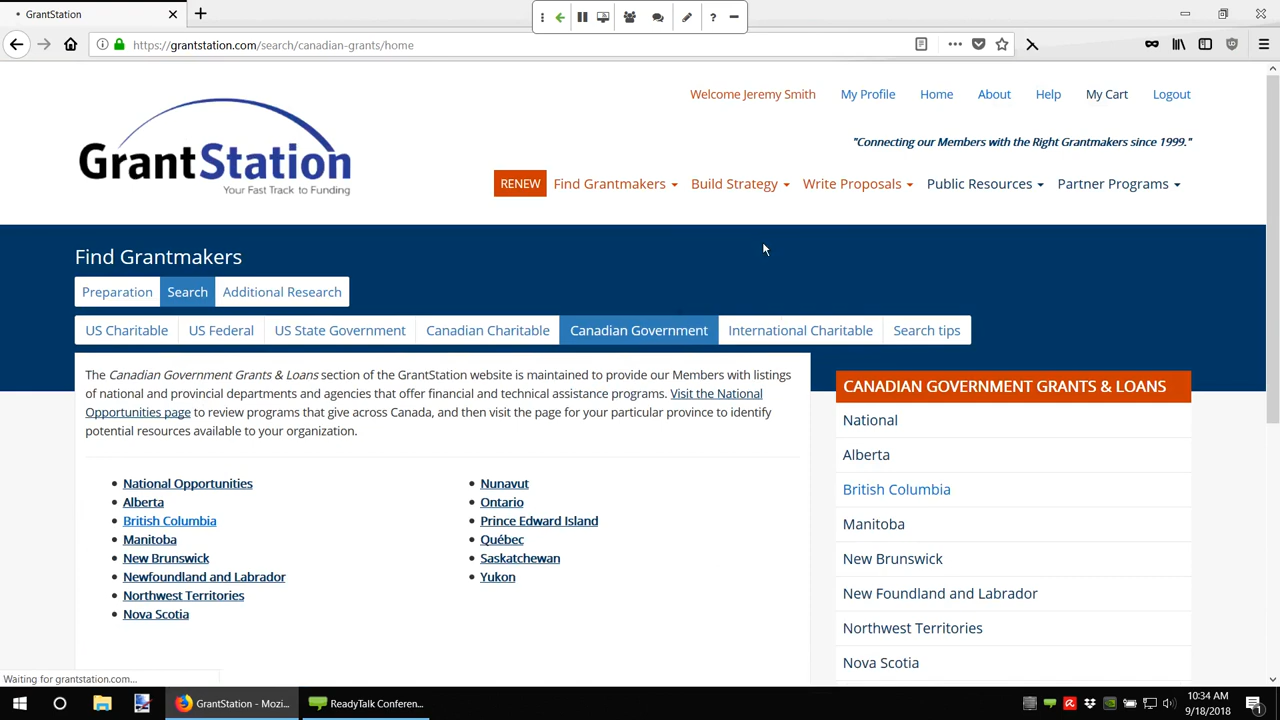 GrantStation
https://grantstation.com/search/canadian-grants/home
Welcome Jeremy Smith
My Profile
Home
About
Help
My Cart
Logout
GrantStation
Your Fast Track to Funding
"Connecting our Members with the Right Grantmakers since 1999."
RENEW
Find Grantmakers
Build Strategy
Write Proposals
Public Resources
Partner Programs
Find Grantmakers
Preparation
Search
Additional Research
US Charitable
US Federal
US State Government
Canadian Charitable
Canadian Government
International Charitable
Search tips
The Canadian Government Grants & Loans section of the GrantStation website is maintained to provide our Members with listings
of national and provincial departments and agencies that offer financial and technical assistance programs. Visit the National
Opportunities page to review programs that give across Canada, and then visit the page for your particular province to identify
potential resources available to your organization.
National Opportunities
Alberta
British Columbia
Manitoba
New Brunswick
Newfoundland and Labrador
Northwest Territories
Nova Scotia
Nunavut
Ontario
Prince Edward Island
Québec
Saskatchewan
Yukon
CANADIAN GOVERNMENT GRANTS & LOANS
National
Alberta
British Columbia
Manitoba
New Brunswick
New Foundland and Labrador
Northwest Territories
Nova Scotia
Waiting for grantstation.com...
GrantStation - Mozi...
ReadyTalk Conferen...
10:34 AM
9/18/2018
1